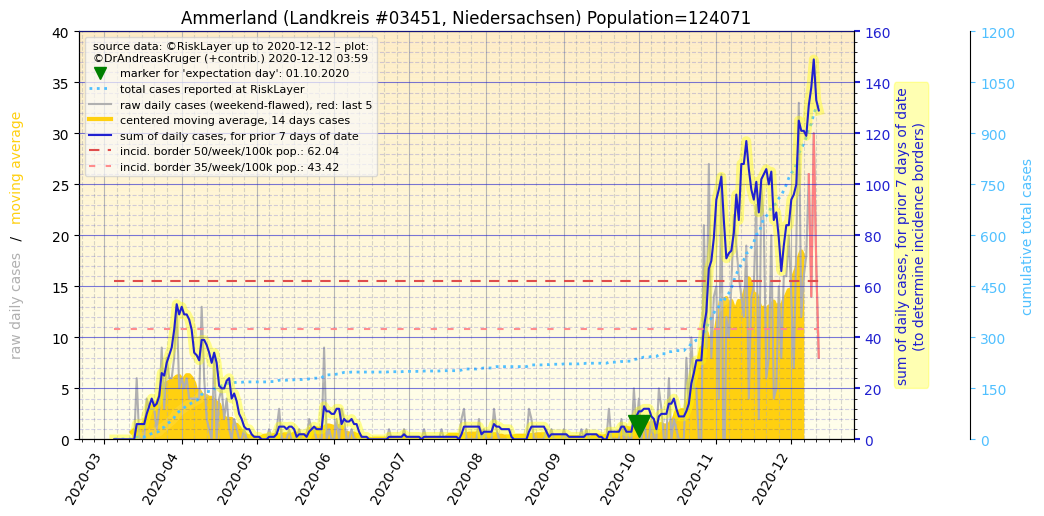 Ammerland (Landkreis #03451, Niedersachsen) Population=124071
source data: ©RiskLayer up to 2020-12-12 – plot:
©DrAndreasKruger (+contrib.) 2020-12-12 03:59
marker for 'expectation day': 01.10.2020
total cases reported at RiskLayer
raw daily cases (weekend-flawed), red: last 5
centered moving average, 14 days cases
sum of daily cases, for prior 7 days of date
incid. border 50/week/100k pop.: 62.04
incid. border 35/week/100k pop.: 43.42
raw daily cases / moving average
40
35
30
25
20
15
10
5
0
160
140
120
100
80
60
40
20
0
sum of daily cases, for prior 7 days of date
(to determine incidence borders)
1200
1050
900
750
600
450
300
150
0
cumulative total cases
2020-03
2020-04
2020-05
2020-06
2020-07
2020-08
2020-09
2020-10
2020-11
2020-12